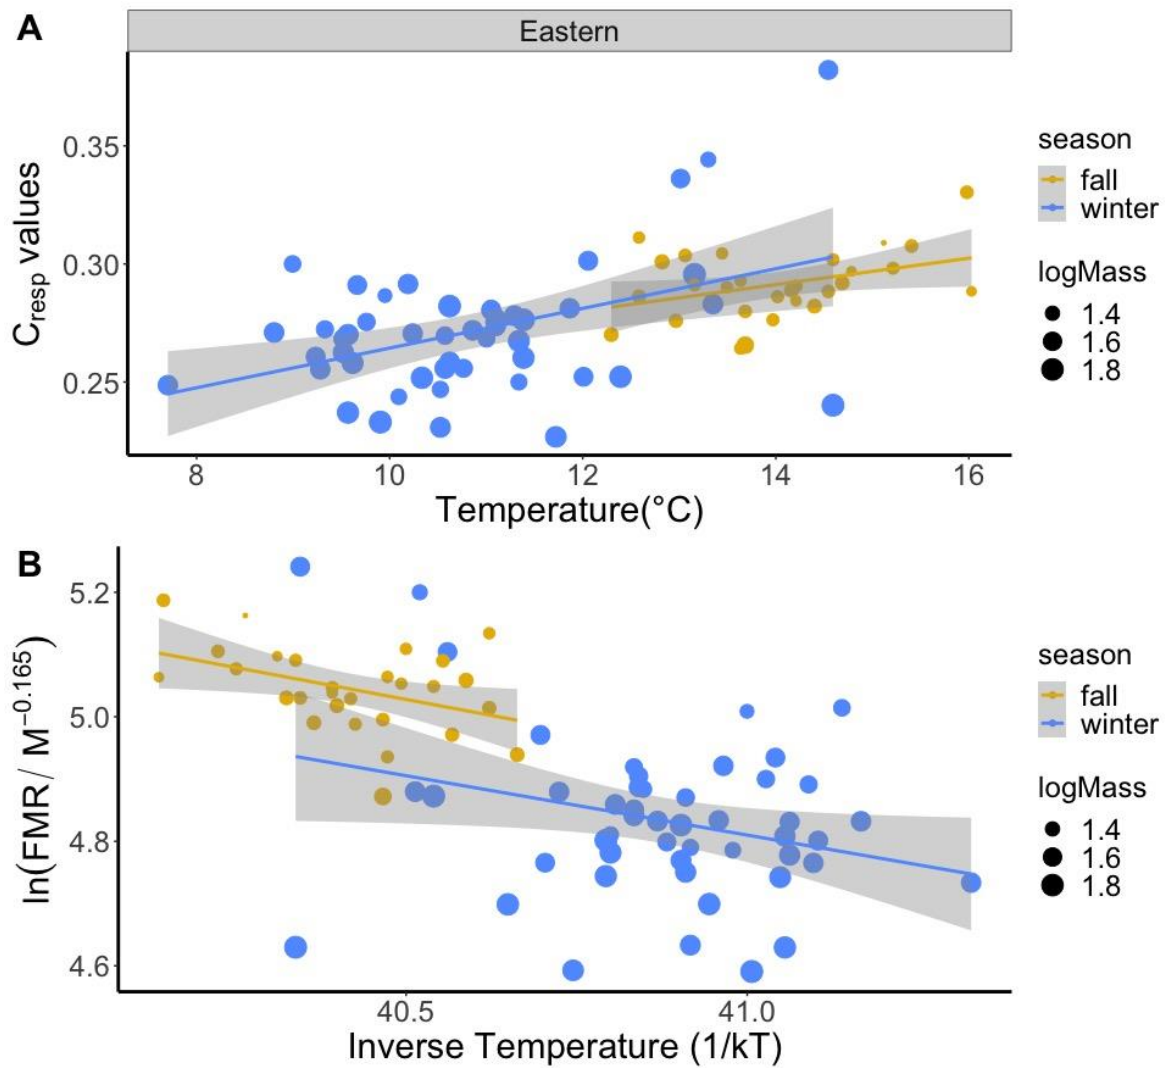 A
Eastern
C_resp values
0.35
0.30
0.25
8 10 12 14 16
Temperature(°C)
season
fall
winter
logMass
1.4
1.6
1.8
B
ln(FMR / M^−0.165)
5.2
5.0
4.8
4.6
40.5 41.0
Inverse Temperature (1/kT)
season
fall
winter
logMass
1.4
1.6
1.8